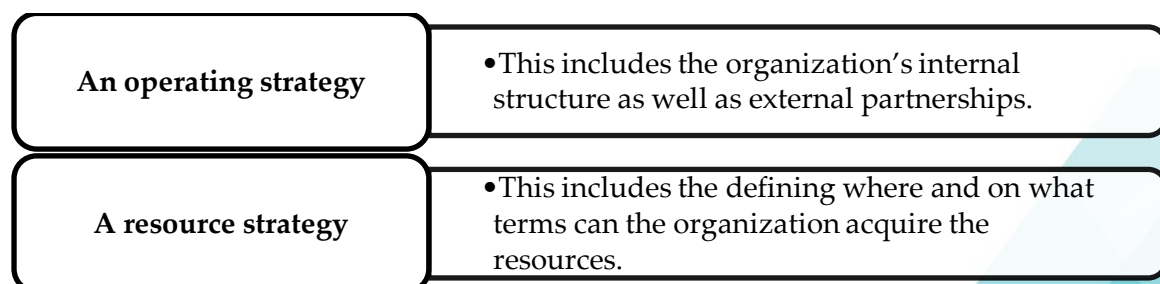 An operating strategy
•This includes the organization’s internal
structure as well as external partnerships.
A resource strategy
•This includes the defining where and on what
terms can the organization acquire the
resources.